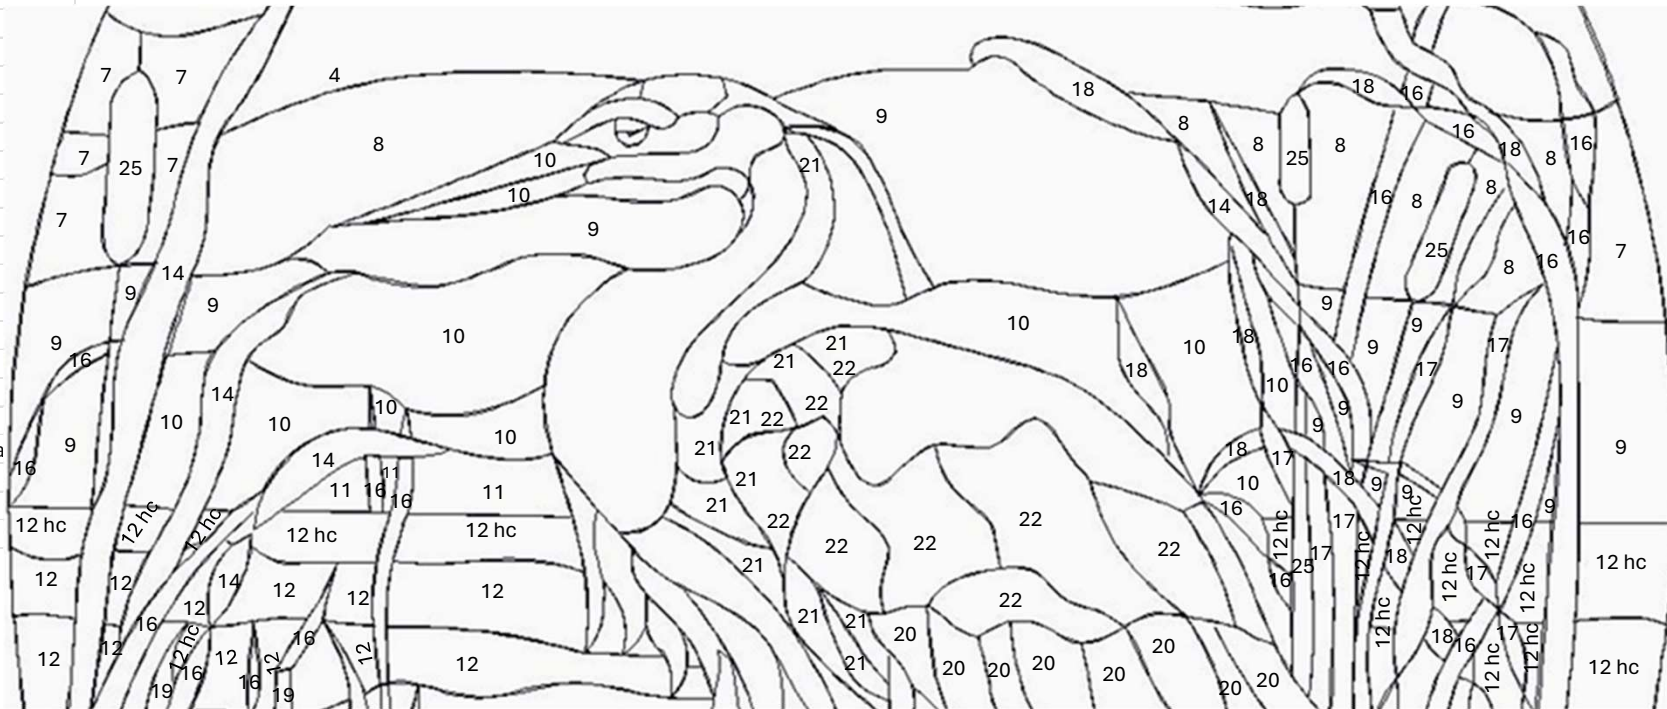 4
7 7
18 18 16
9
8 8 8 8
16 18 16
7 25 7
10 21 25 8
10 14 18 16 8 8
7 9 25 16 16 7
14 8 16
9 9 9
9 9
16 10 10 18 21 9
21 22 18 10 16 16 9 17 17
14 10 10
10 10 21 22 22 9 9 9 9
9 10 21 9 9
16 14 11 22 18 17 9
11 16 16 11 21 10 18 9 9
12 hc 12 hc 12 hc 12 hc 12 hc 21 22 22 16 17 12 hc 16 9
12 hc 22 22 22 12 hc 12 hc 12 hc
12 12 14 12 12 12 21 16 25 17 18 12 hc 17 12 hc
12 22 12 hc
16 16 21 21 20 20 18 16 17
12 12 12 hc 12 12 12 12 21 20 20 20 20 12 hc 12 hc 12 hc
16 16 20 20
19 19